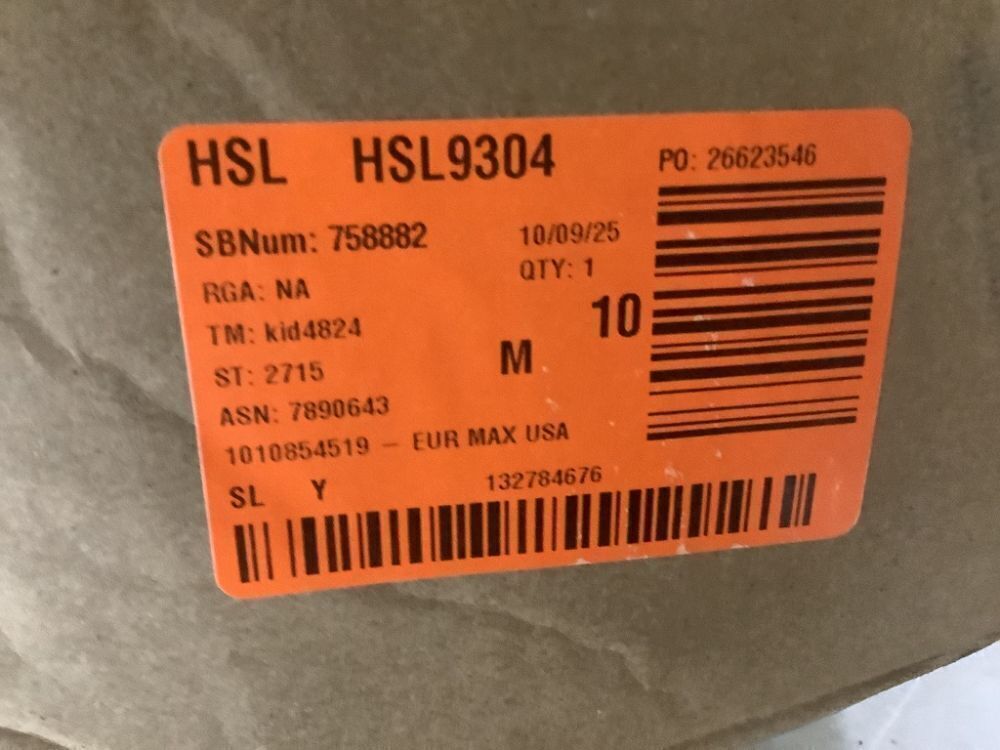 HSL HSL9304 PO: 26623546
SBNum: 758882 10/09/25
RGA: NA QTY: 1
TM: kid4824 10
ST: 2715 M
ASN: 7890643
1010854519 – EUR MAX USA
SL Y 132784676